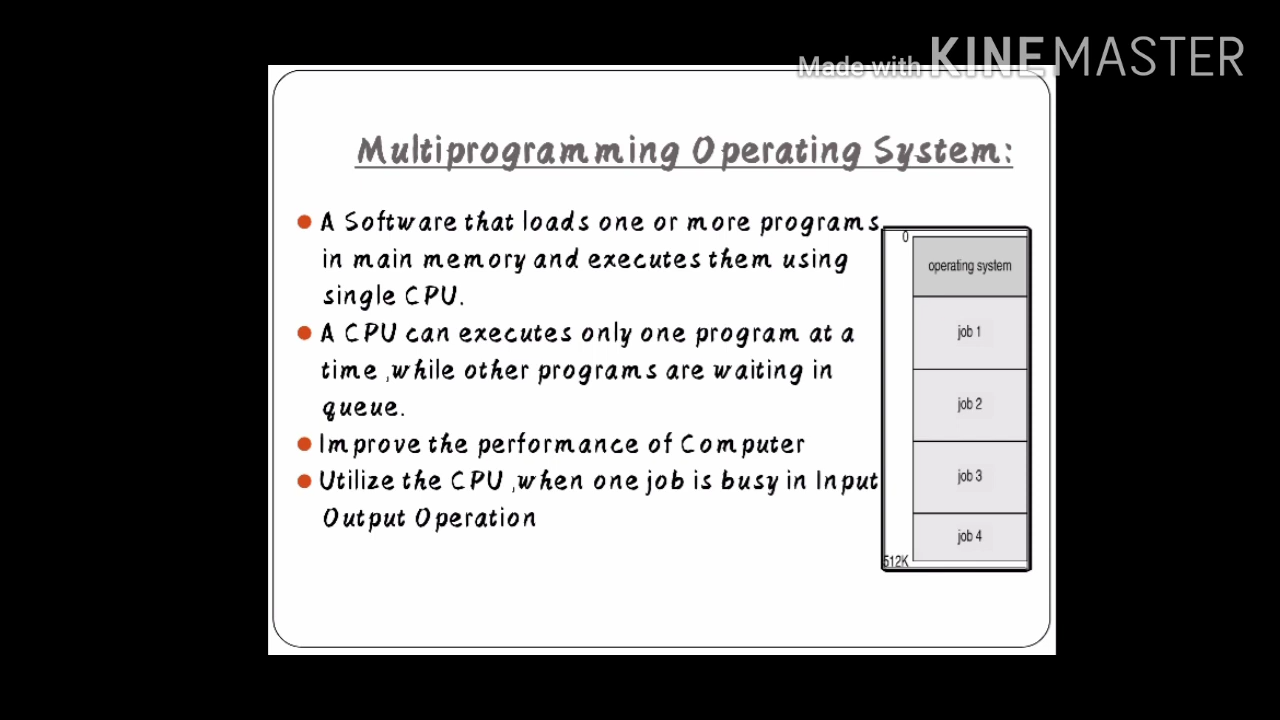 Made with KINEMASTER
Multiprogramming Operating System:
A Software that loads one or more programs
in main memory and executes them using
single CPU.
A CPU can executes only one program at a
time ,while other programs are waiting in
queue.
Improve the performance of Computer
Utilize the CPU ,when one job is busy in Input
Output Operation
0
operating system
job 1
job 2
job 3
job 4
512K